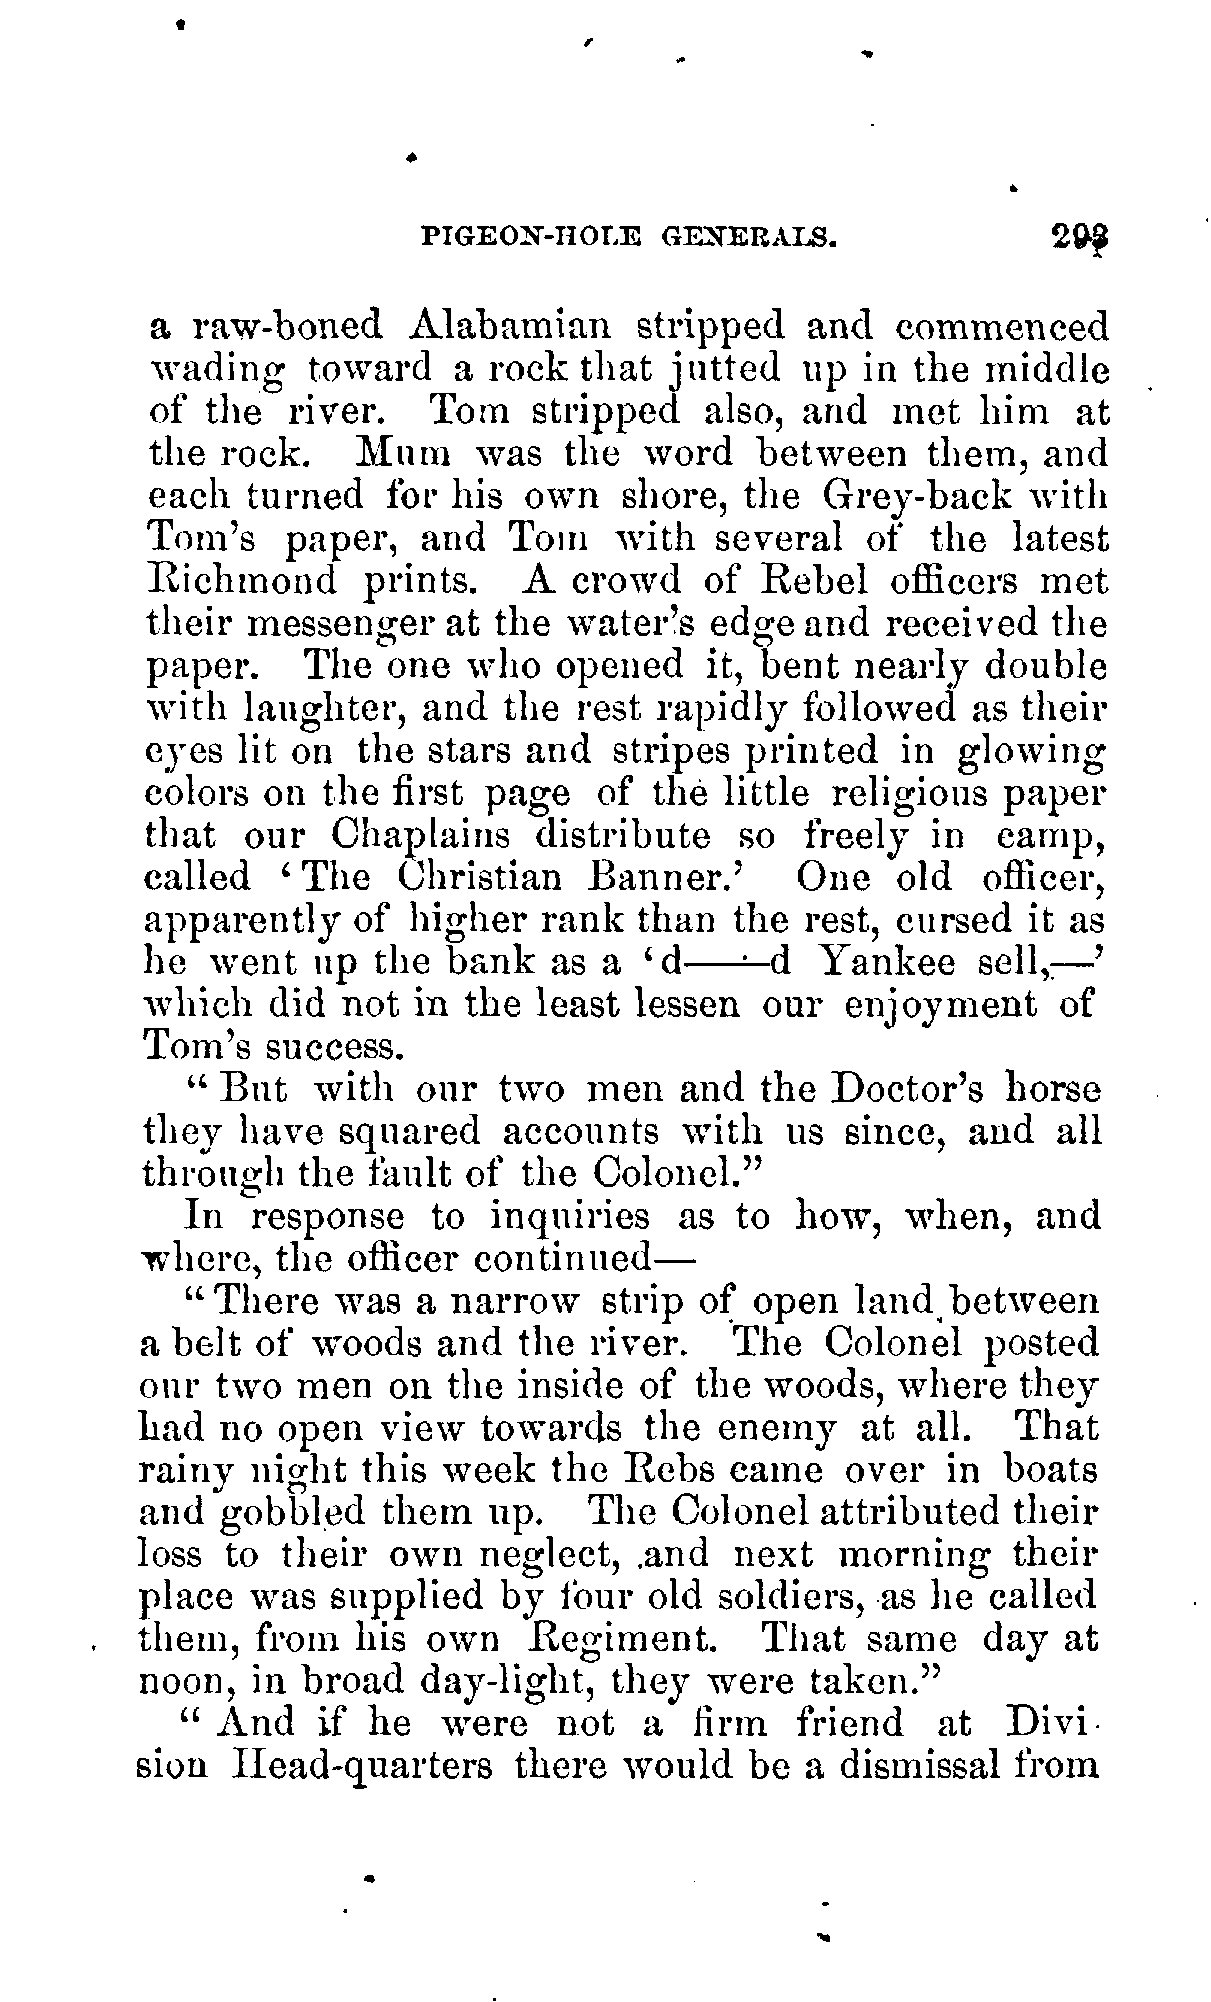 PIGEON-HOLE GENERALS. 293
a raw-boned Alabamian stripped and commenced
wading toward a rock that jutted up in the middle
of the river. Tom stripped also, and met him at
the rock. Mum was the word between them, and
each turned for his own shore, the Grey-back with
Tom's paper, and Tom with several of the latest
Richmond prints. A crowd of Rebel officers met
their messenger at the water's edge and received the
paper. The one who opened it, bent nearly double
with laughter, and the rest rapidly followed as their
eyes lit on the stars and stripes printed in glowing
colors on the first page of the little religious paper
that our Chaplains distribute so freely in camp,
called ‘The Christian Banner.’ One old officer,
apparently of higher rank than the rest, cursed it as
he went up the bank as a ‘d——d Yankee sell,—’
which did not in the least lessen our enjoyment of
Tom's success.
“But with our two men and the Doctor's horse
they have squared accounts with us since, and all
through the fault of the Colonel.”
In response to inquiries as to how, when, and
where, the officer continued—
“There was a narrow strip of open land between
a belt of woods and the river. The Colonel posted
our two men on the inside of the woods, where they
had no open view towards the enemy at all. That
rainy night this week the Rebs came over in boats
and gobbled them up. The Colonel attributed their
loss to their own neglect, and next morning their
place was supplied by four old soldiers, as he called
them, from his own Regiment. That same day at
noon, in broad day-light, they were taken.”
“And if he were not a firm friend at Divi-
sion Head-quarters there would be a dismissal from